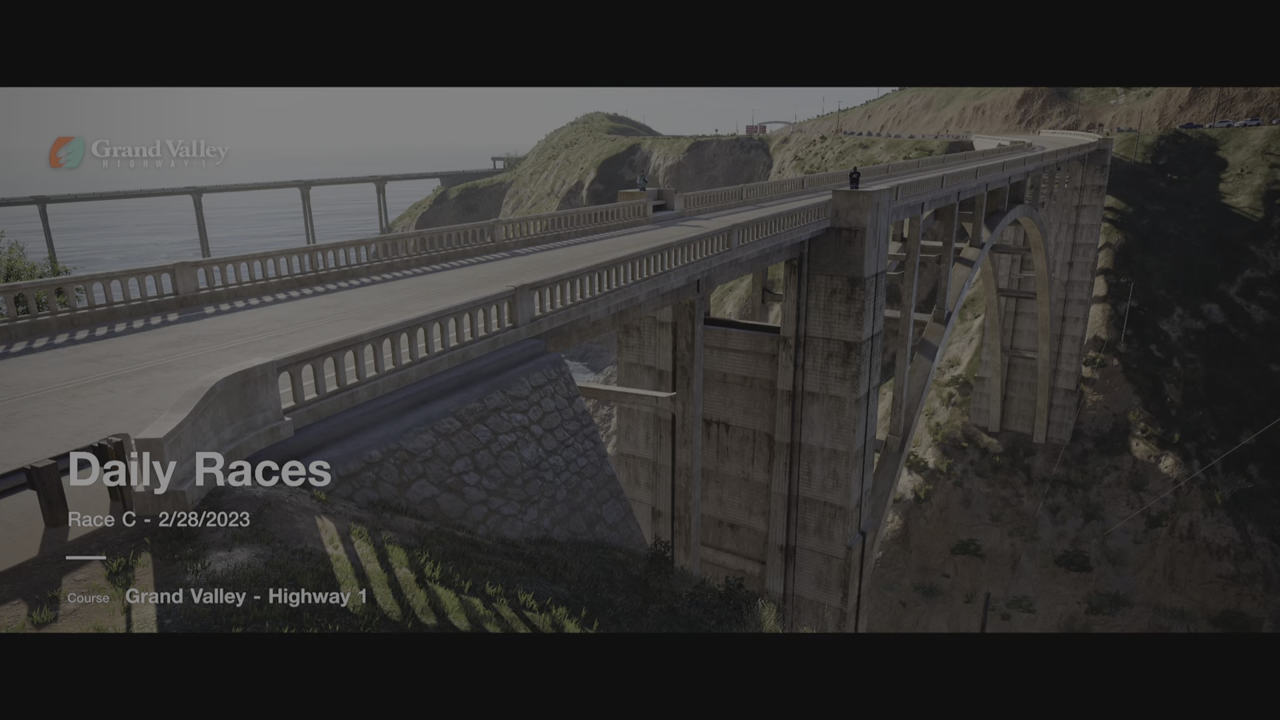 Grand Valley
HIGHWAY 1
Daily Races
Race C - 2/28/2023
Course Grand Valley - Highway 1